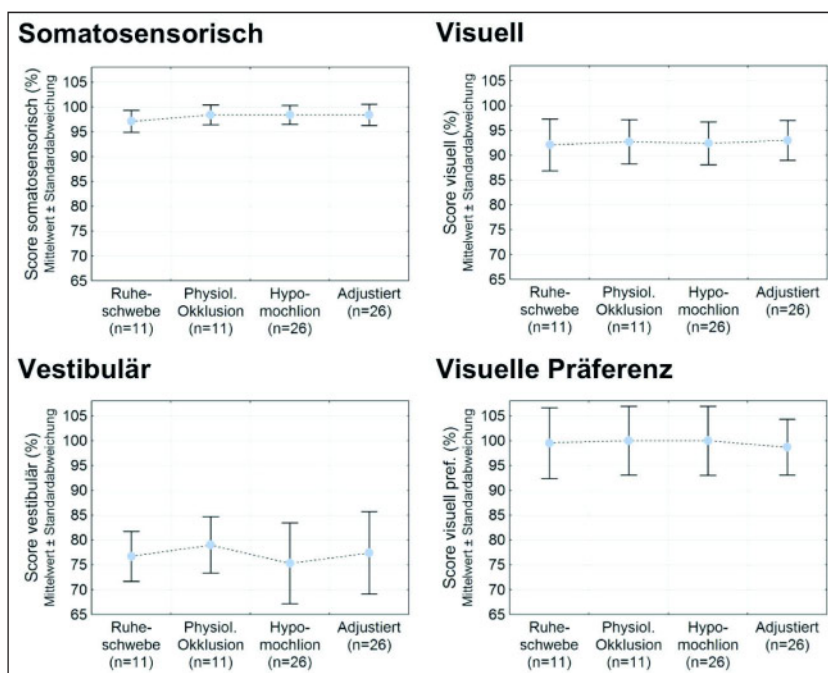 Somatosensorisch
Score somatosensorisch (%)
Mittelwert ± Standardabweichung
105
100
95
90
85
80
75
70
65
Ruhe-
schwebe
(n=11)
Physiol.
Okklusion
(n=11)
Hypo-
mochlion
(n=26)
Adjustiert
(n=26)
Visuell
Score visuell (%)
Mittelwert ± Standardabweichung
105
100
95
90
85
80
75
70
65
Ruhe-
schwebe
(n=11)
Physiol.
Okklusion
(n=11)
Hypo-
mochlion
(n=26)
Adjustiert
(n=26)
Vestibulär
Score vestibulär (%)
Mittelwert ± Standardabweichung
105
100
95
90
85
80
75
70
65
Ruhe-
schwebe
(n=11)
Physiol.
Okklusion
(n=11)
Hypo-
mochlion
(n=26)
Adjustiert
(n=26)
Visuelle Präferenz
Score visuell pref. (%)
Mittelwert ± Standardabweichung
105
100
95
90
85
80
75
70
65
Ruhe-
schwebe
(n=11)
Physiol.
Okklusion
(n=11)
Hypo-
mochlion
(n=26)
Adjustiert
(n=26)